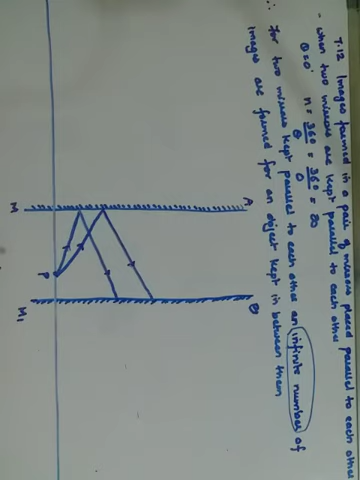 7.12 Images formed in a pair of mirrors placed parallel to each other
- when two mirrors are kept parallel to each other
θ = 0° n = 360/θ = 360/0 = ∞
∴ For two mirrors kept parallel to each other an infinite number of
images are formed for an object kept in between them
M A
P
M₁ B